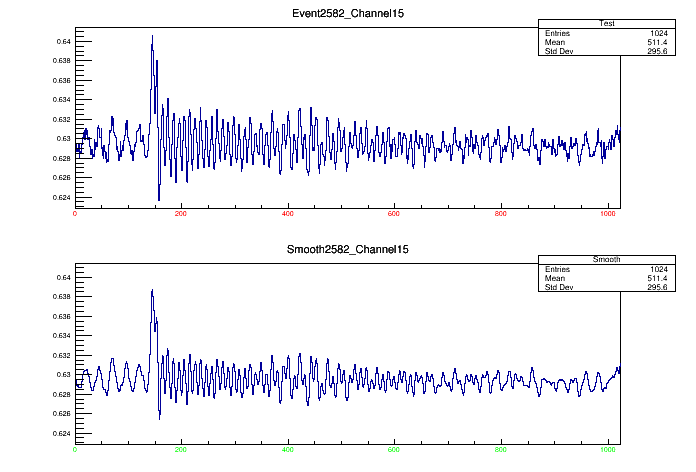 Event2582_Channel15
Test
Entries 1024
Mean 511.4
Std Dev 295.6
0.64
0.638
0.636
0.634
0.632
0.63
0.628
0.626
0.624
0 200 400 600 800 1000
Smooth2582_Channel15
Smooth
Entries 1024
Mean 511.4
Std Dev 295.6
0.64
0.638
0.636
0.634
0.632
0.63
0.628
0.626
0.624
0 200 400 600 800 1000